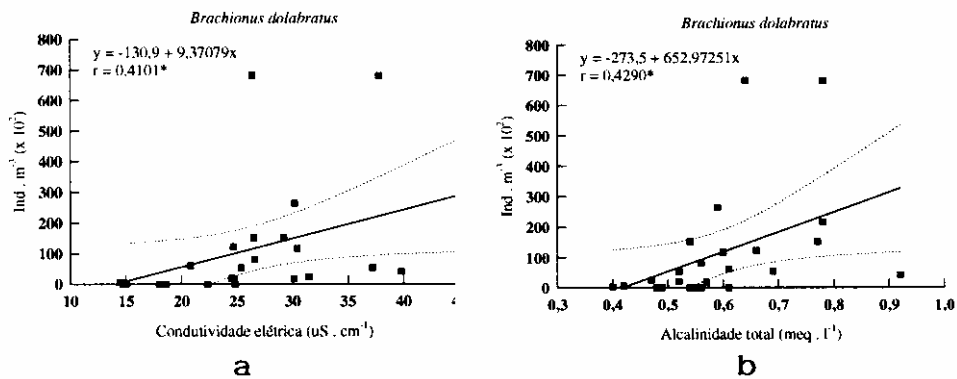 Brachionus dolabratus
y = -130,9 + 9,37079x
r = 0,4101*
800
700
600
500
400
300
200
100
0
Ind . m⁻³ (x 10²)
10 15 20 25 30 35 40 4
Condutividade elétrica (uS . cm⁻¹)
a
Brachionus dolabratus
y = -273,5 + 652,97251x
r = 0,4290*
800
700
600
500
400
300
200
100
0
Ind . m⁻³ (x 10²)
0,3 0,4 0,5 0,6 0,7 0,8 0,9 1,0
Alcalinidade total (meq . l⁻¹)
b